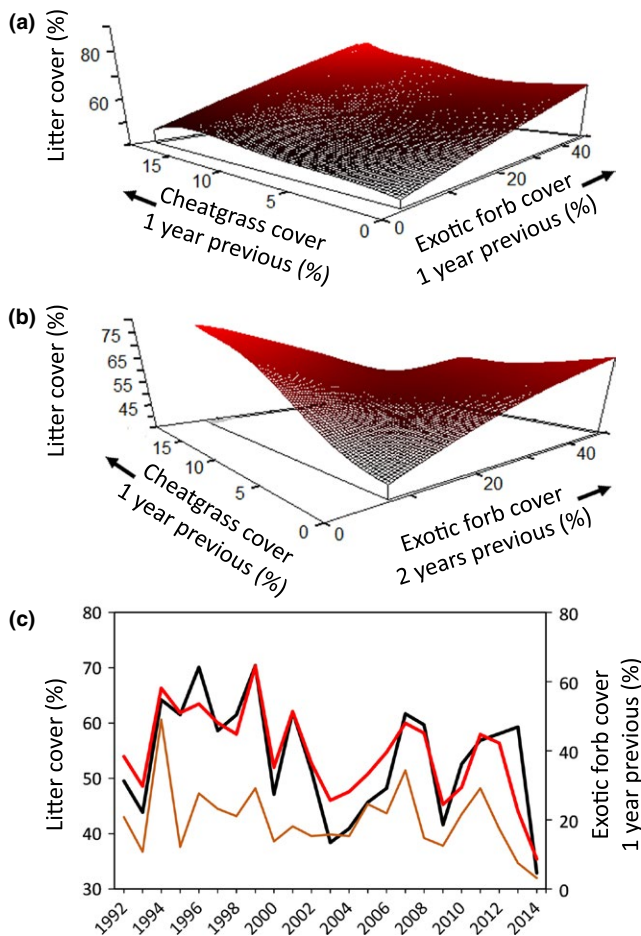 (a)
Litter cover (%)
80
60
15
10
5
0
Cheatgrass cover
1 year previous (%)
0
20
40
Exotic forb cover
1 year previous (%)
(b)
Litter cover (%)
75
65
55
45
15
10
5
0
Cheatgrass cover
1 year previous (%)
0
20
40
Exotic forb cover
2 years previous (%)
(c)
Litter cover (%)
80
70
60
50
40
30
80
60
40
20
0
Exotic forb cover
1 year previous (%)
1992
1994
1996
1998
2000
2002
2004
2006
2008
2010
2012
2014